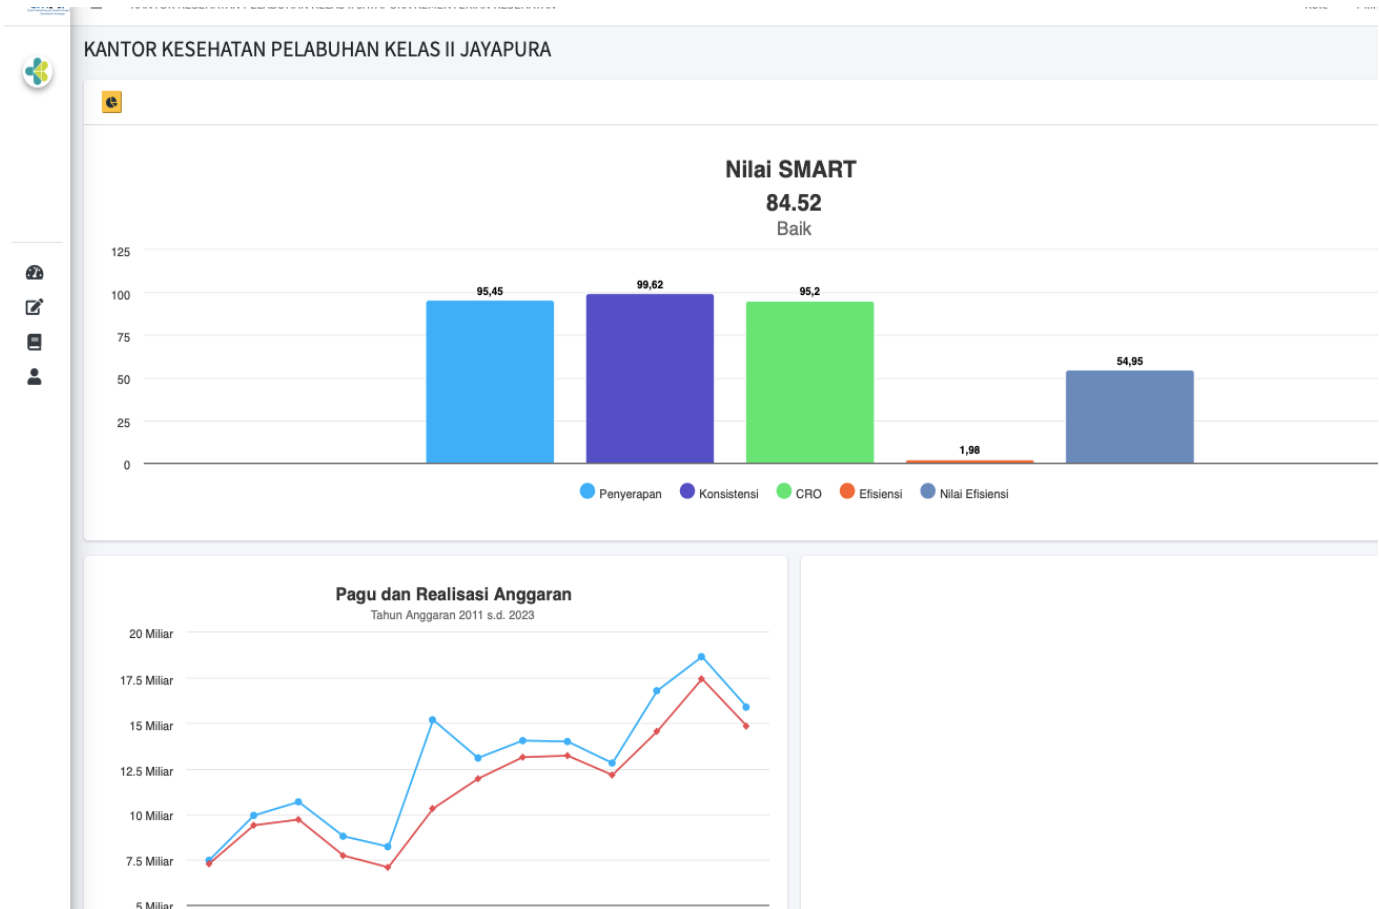 KANTOR KESEHATAN PELABUHAN KELAS II JAYAPURA
Nilai SMART
84.52
Baik
125
100
75
50
25
0
95,45
99,62
95,2
1,98
54,95
Penyerapan Konsistensi CRO Efisiensi Nilai Efisiensi
Pagu dan Realisasi Anggaran
Tahun Anggaran 2011 s.d. 2023
20 Miliar
17.5 Miliar
15 Miliar
12.5 Miliar
10 Miliar
7.5 Miliar
5 Miliar